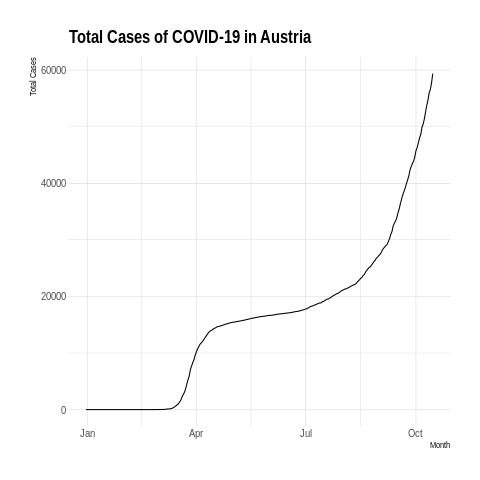 Total Cases of COVID-19 in Austria
Total Cases
60000
40000
20000
0
Jan Apr Jul Oct
Month